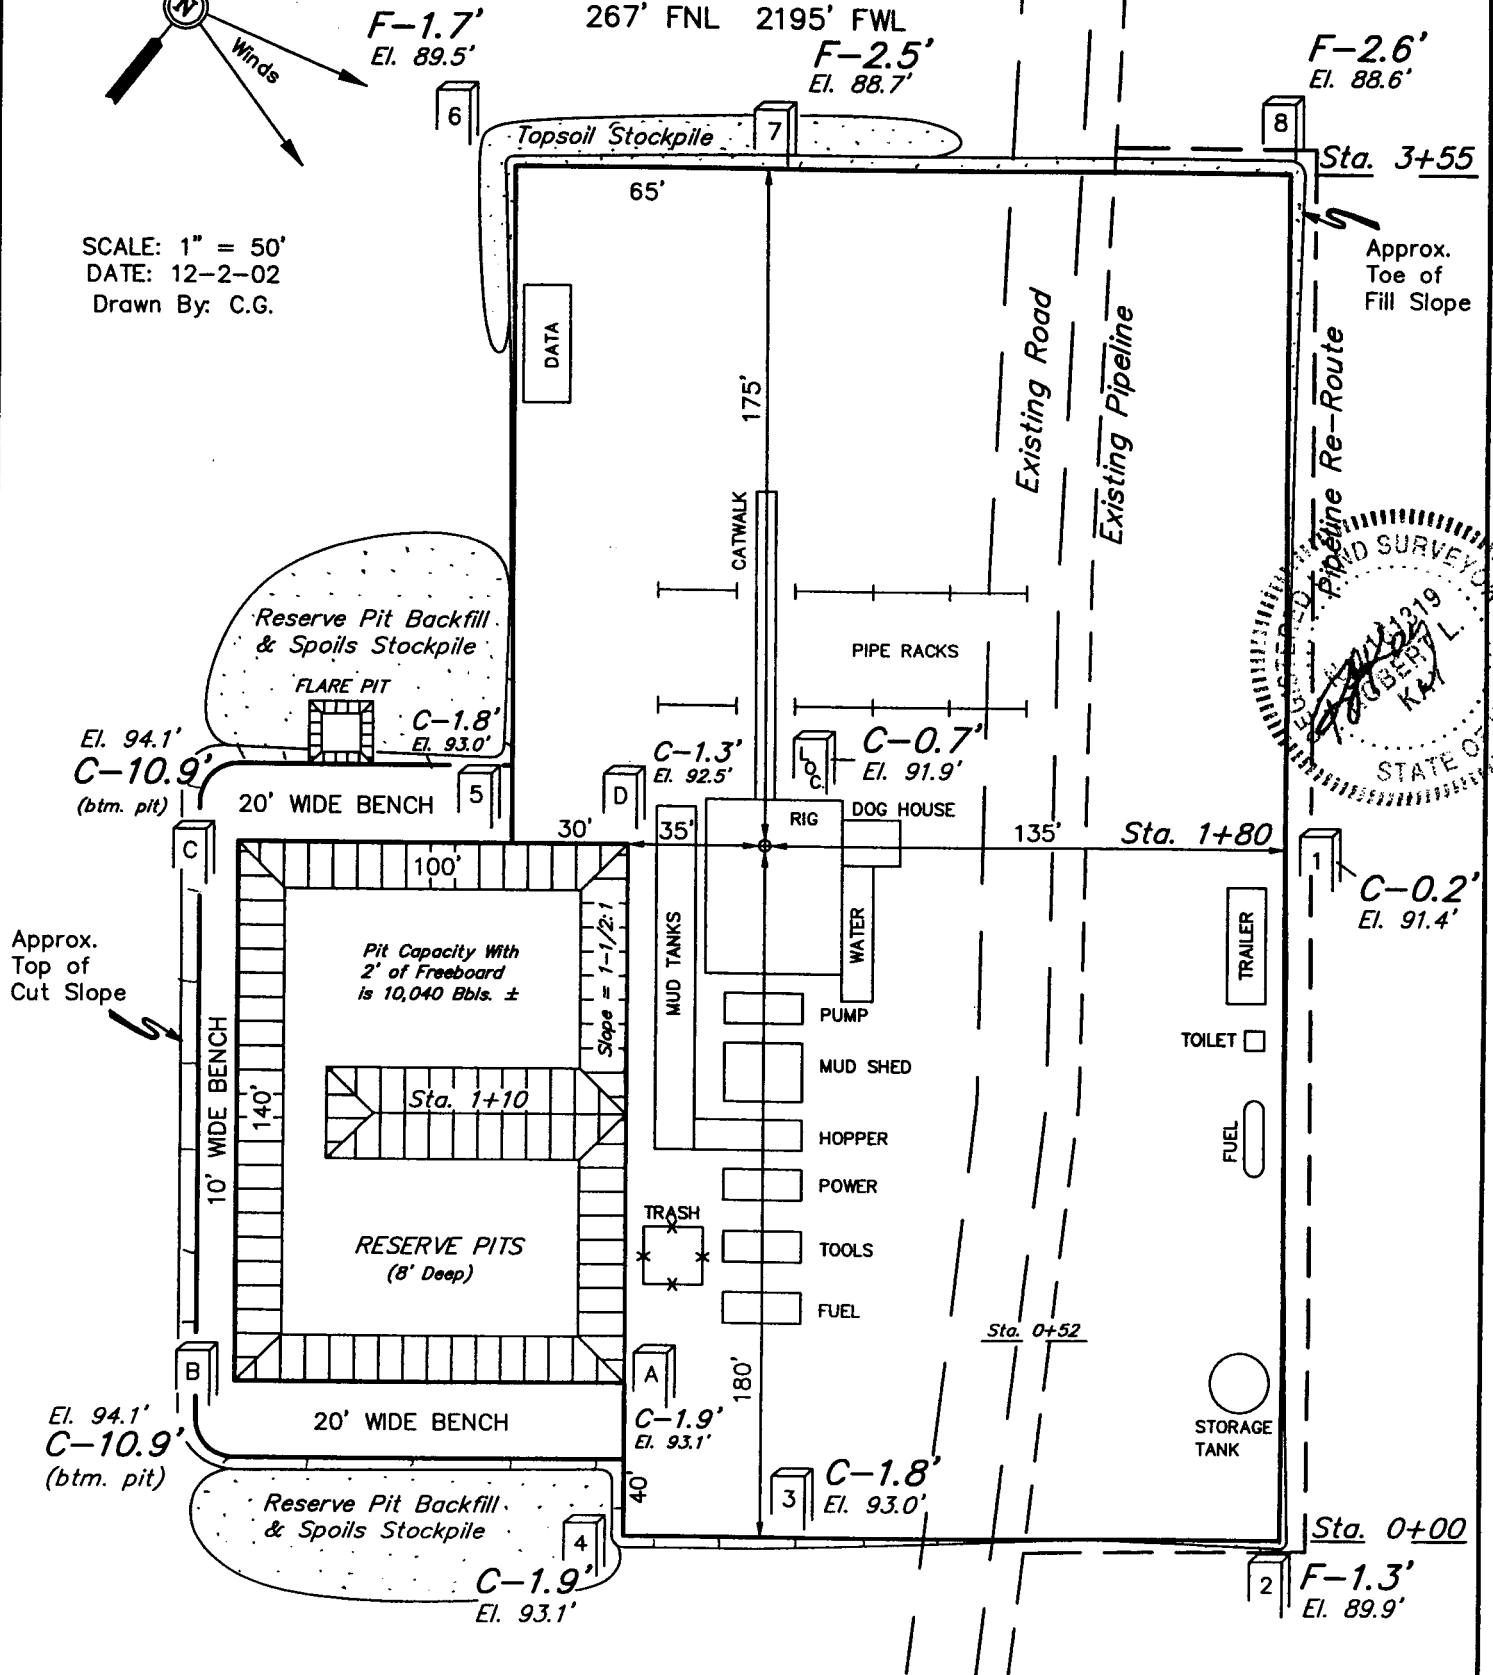 267' FNL 2195' FWL
N
Winds
F-1.7'
El. 89.5'
F-2.5'
El. 88.7'
F-2.6'
El. 88.6'
6
7
8
Topsoil Stockpile
Sta. 3+55
65'
SCALE: 1" = 50'
DATE: 12-2-02
Drawn By: C.G.
Approx.
Toe of
Fill Slope
DATA
175'
Existing Road
Existing Pipeline
Pipeline Re-Route
CATWALK
STATE OF
ROBERT L.
KAY
Reserve Pit Backfill
& Spoils Stockpile
PIPE RACKS
FLARE PIT
C-1.8'
El. 93.0'
El. 94.1'
C-10.9'
(btm. pit)
C-1.3'
El. 92.5'
LOC.
C-0.7'
El. 91.9'
20' WIDE BENCH
5
D
RIG
DOG HOUSE
C
30'
35'
135'
Sta. 1+80
1
C-0.2'
El. 91.4'
100'
Approx.
Top of
Cut Slope
Pit Capacity With
2' of Freeboard
is 10,040 Bbls. ±
Slope = 1-1/2:1
MUD TANKS
WATER
TRAILER
PUMP
TOILET
MUD SHED
10' WIDE BENCH
140'
Sta. 1+10
HOPPER
FUEL
POWER
TRASH
RESERVE PITS
(8' Deep)
TOOLS
FUEL
Sta. 0+52
B
A
180'
El. 94.1'
C-10.9'
(btm. pit)
20' WIDE BENCH
C-1.9'
El. 93.1'
STORAGE
TANK
40'
3
C-1.8'
El. 93.0'
Reserve Pit Backfill
& Spoils Stockpile
4
Sta. 0+00
C-1.9'
El. 93.1'
2
F-1.3'
El. 89.9'